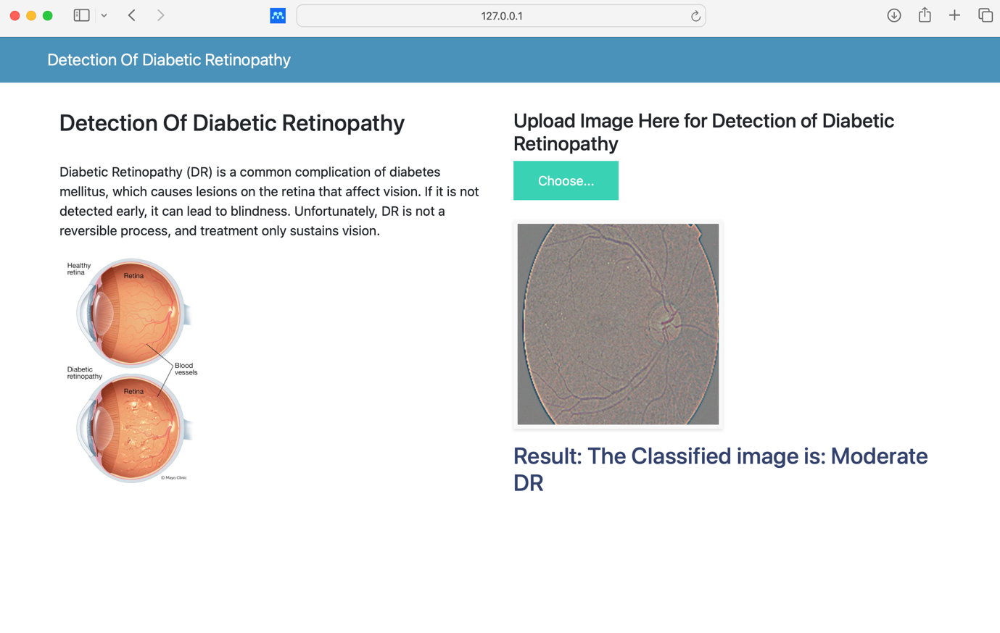 127.0.0.1
Detection Of Diabetic Retinopathy
Detection Of Diabetic Retinopathy
Diabetic Retinopathy (DR) is a common complication of diabetes
mellitus, which causes lesions on the retina that affect vision. If it is not
detected early, it can lead to blindness. Unfortunately, DR is not a
reversible process, and treatment only sustains vision.
Healthy
retina
Retina
Blood
vessels
Diabetic
retinopathy
Retina
© Mayo Clinic
Upload Image Here for Detection of Diabetic
Retinopathy
Choose...
Result: The Classified image is: Moderate
DR